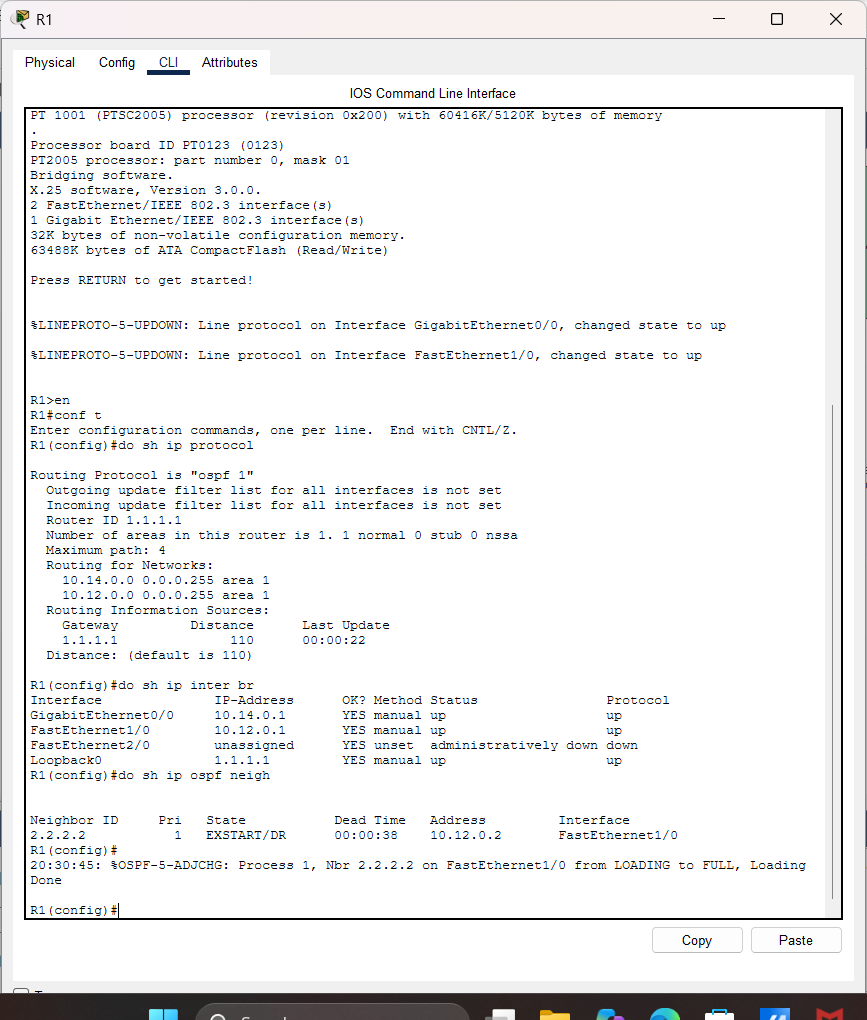 R1
Physical Config CLI Attributes
IOS Command Line Interface
PT 1001 (PTSC2005) processor (revision 0x200) with 60416K/5120K bytes of memory
.
Processor board ID PT0123 (0123)
PT2005 processor: part number 0, mask 01
Bridging software.
X.25 software, Version 3.0.0.
2 FastEthernet/IEEE 802.3 interface(s)
1 Gigabit Ethernet/IEEE 802.3 interface(s)
32K bytes of non-volatile configuration memory.
63488K bytes of ATA CompactFlash (Read/Write)
Press RETURN to get started!
%LINEPROTO-5-UPDOWN: Line protocol on Interface GigabitEthernet0/0, changed state to up
%LINEPROTO-5-UPDOWN: Line protocol on Interface FastEthernet1/0, changed state to up
R1>en
R1#conf t
Enter configuration commands, one per line.  End with CNTL/Z.
R1(config)#do sh ip protocol
Routing Protocol is "ospf 1"
  Outgoing update filter list for all interfaces is not set
  Incoming update filter list for all interfaces is not set
  Router ID 1.1.1.1
  Number of areas in this router is 1. 1 normal 0 stub 0 nssa
  Maximum path: 4
  Routing for Networks:
    10.14.0.0 0.0.0.255 area 1
    10.12.0.0 0.0.0.255 area 1
  Routing Information Sources:
    Gateway         Distance      Last Update
    1.1.1.1              110      00:00:22
  Distance: (default is 110)
R1(config)#do sh ip inter br
Interface              IP-Address      OK? Method Status                Protocol
GigabitEthernet0/0     10.14.0.1       YES manual up                    up
FastEthernet1/0        10.12.0.1       YES manual up                    up
FastEthernet2/0        unassigned      YES unset  administratively down down
Loopback0              1.1.1.1         YES manual up                    up
R1(config)#do sh ip ospf neigh
Neighbor ID     Pri   State           Dead Time   Address         Interface
2.2.2.2           1   EXSTART/DR      00:00:38    10.12.0.2       FastEthernet1/0
R1(config)#
20:30:45: %OSPF-5-ADJCHG: Process 1, Nbr 2.2.2.2 on FastEthernet1/0 from LOADING to FULL, Loading
Done
R1(config)#
Copy Paste